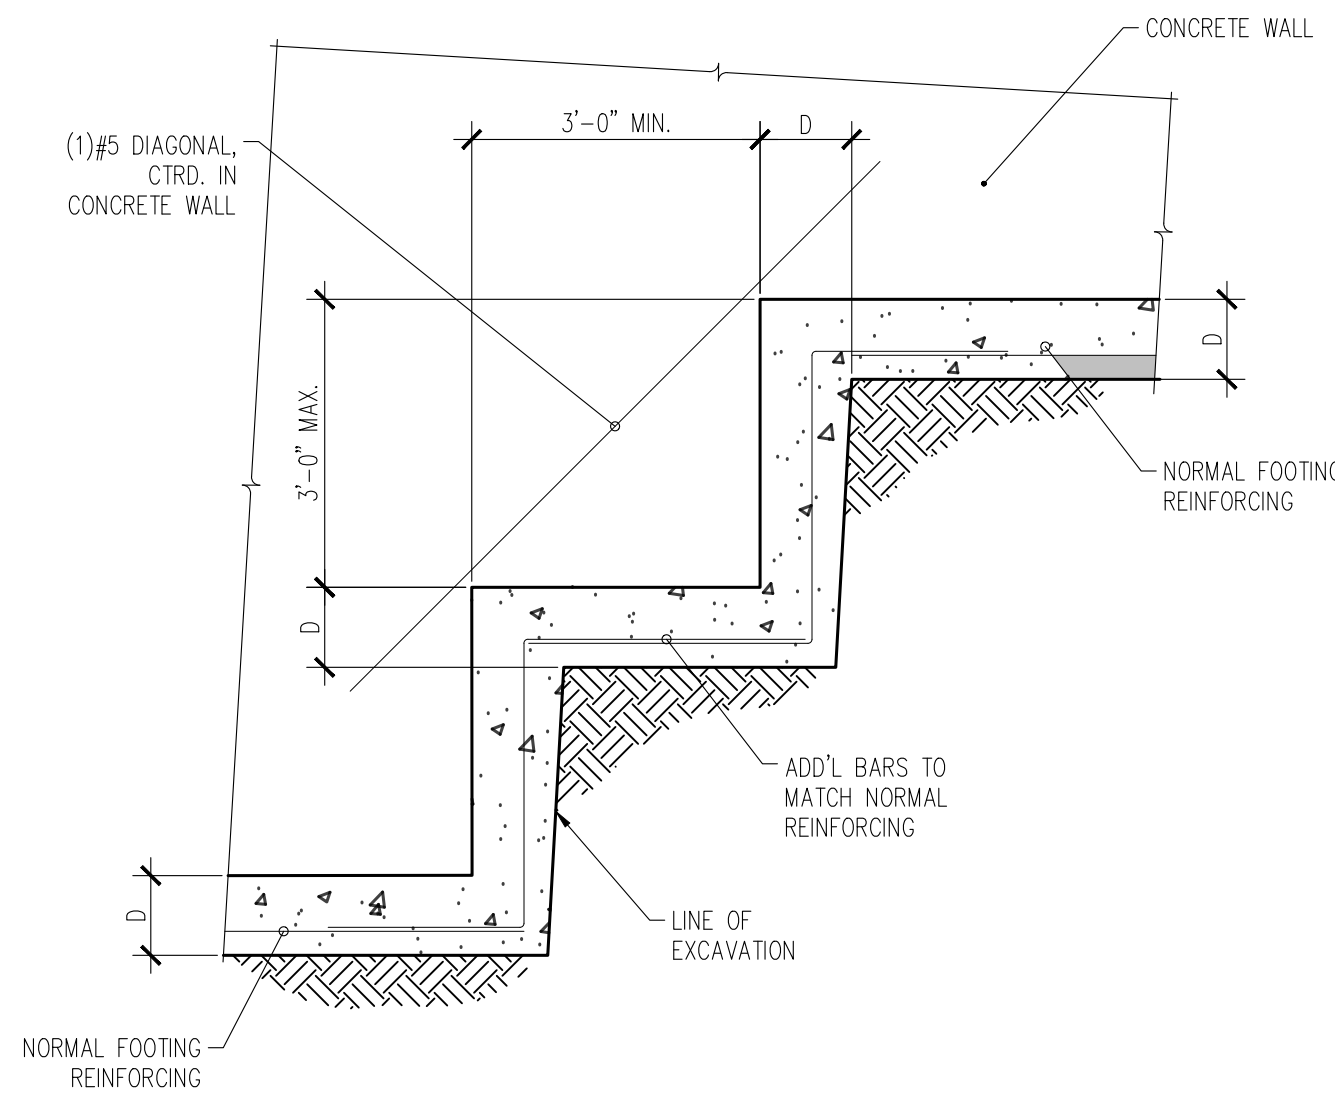 CONCRETE WALL
3'-0" MIN.
D
(1)#5 DIAGONAL,
CTRD. IN
CONCRETE WALL
D
3'-0" MAX.
NORMAL FOOTING
REINFORCING
D
ADD'L BARS TO
MATCH NORMAL
REINFORCING
D
LINE OF
EXCAVATION
NORMAL FOOTING
REINFORCING